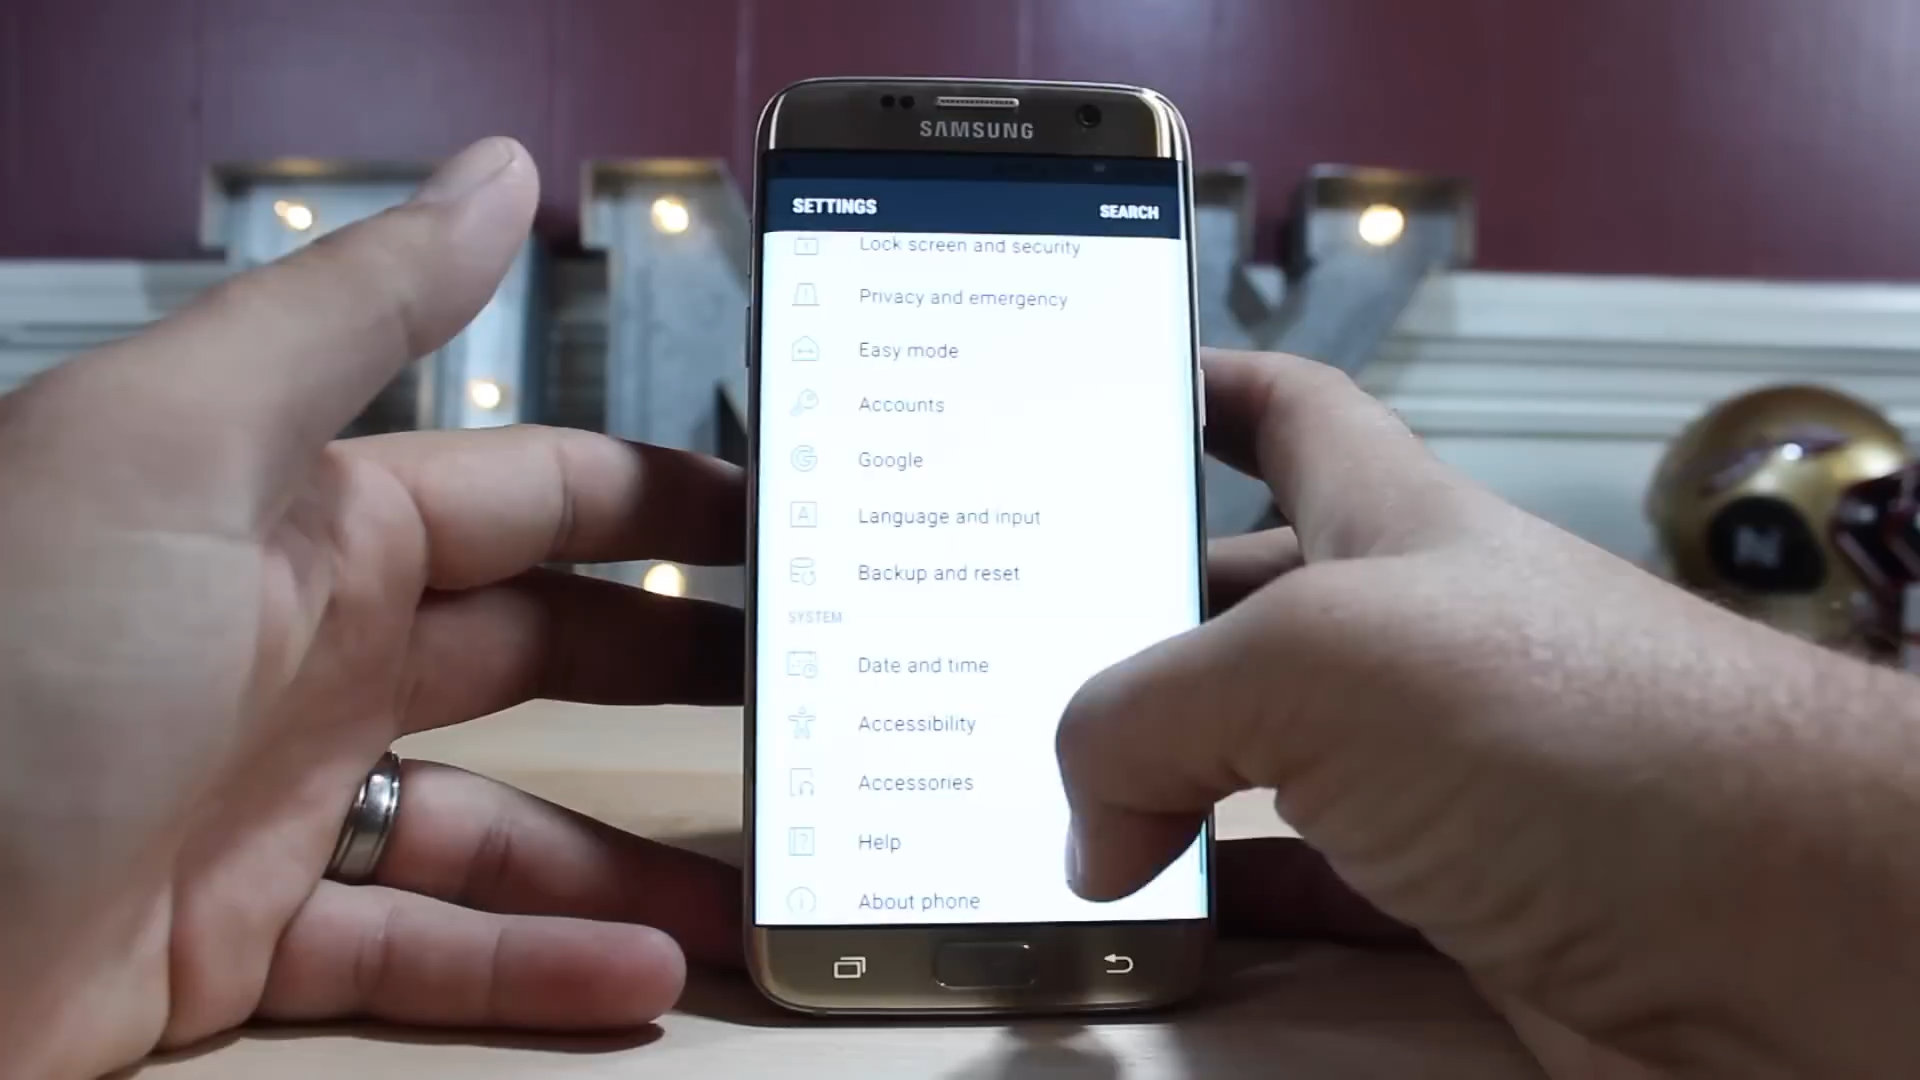 SAMSUNG
SETTINGS
SEARCH
Lock screen and security
Privacy and emergency
Easy mode
Accounts
Google
Language and input
Backup and reset
SYSTEM
Date and time
Accessibility
Accessories
Help
About phone
N